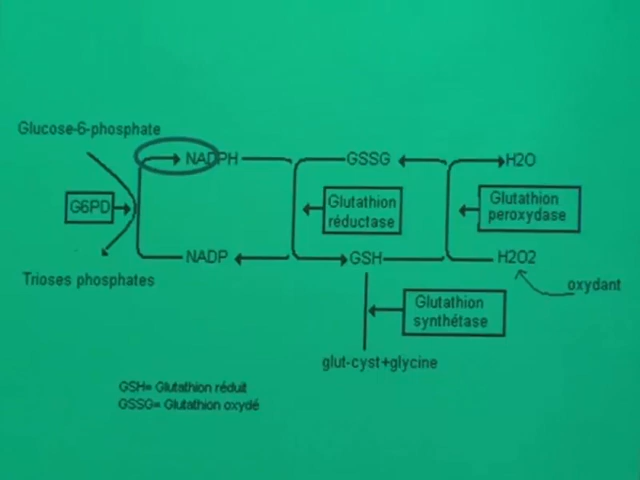 Glucose-6-phosphate
NADPH
GSSG
H2O
G6PD
Glutathion
réductase
Glutathion
peroxydase
NADP
GSH
H2O2
Trioses phosphates
oxydant
Glutathion
synthétase
glut-cyst+glycine
GSH= Glutathion réduit
GSSG= Glutathion oxydé